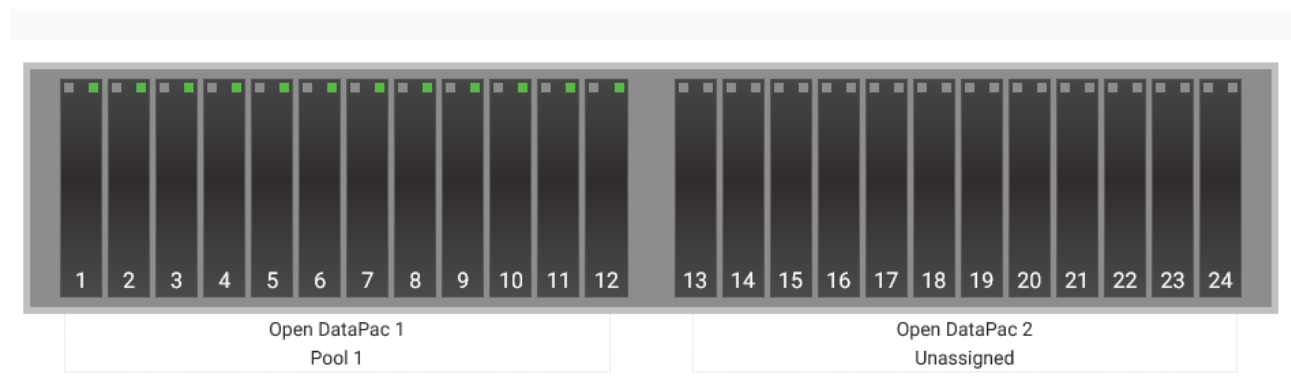 1 2 3 4 5 6 7 8 9 10 11 12 13 14 15 16 17 18 19 20 21 22 23 24
Open DataPac 1 Open DataPac 2
Pool 1 Unassigned